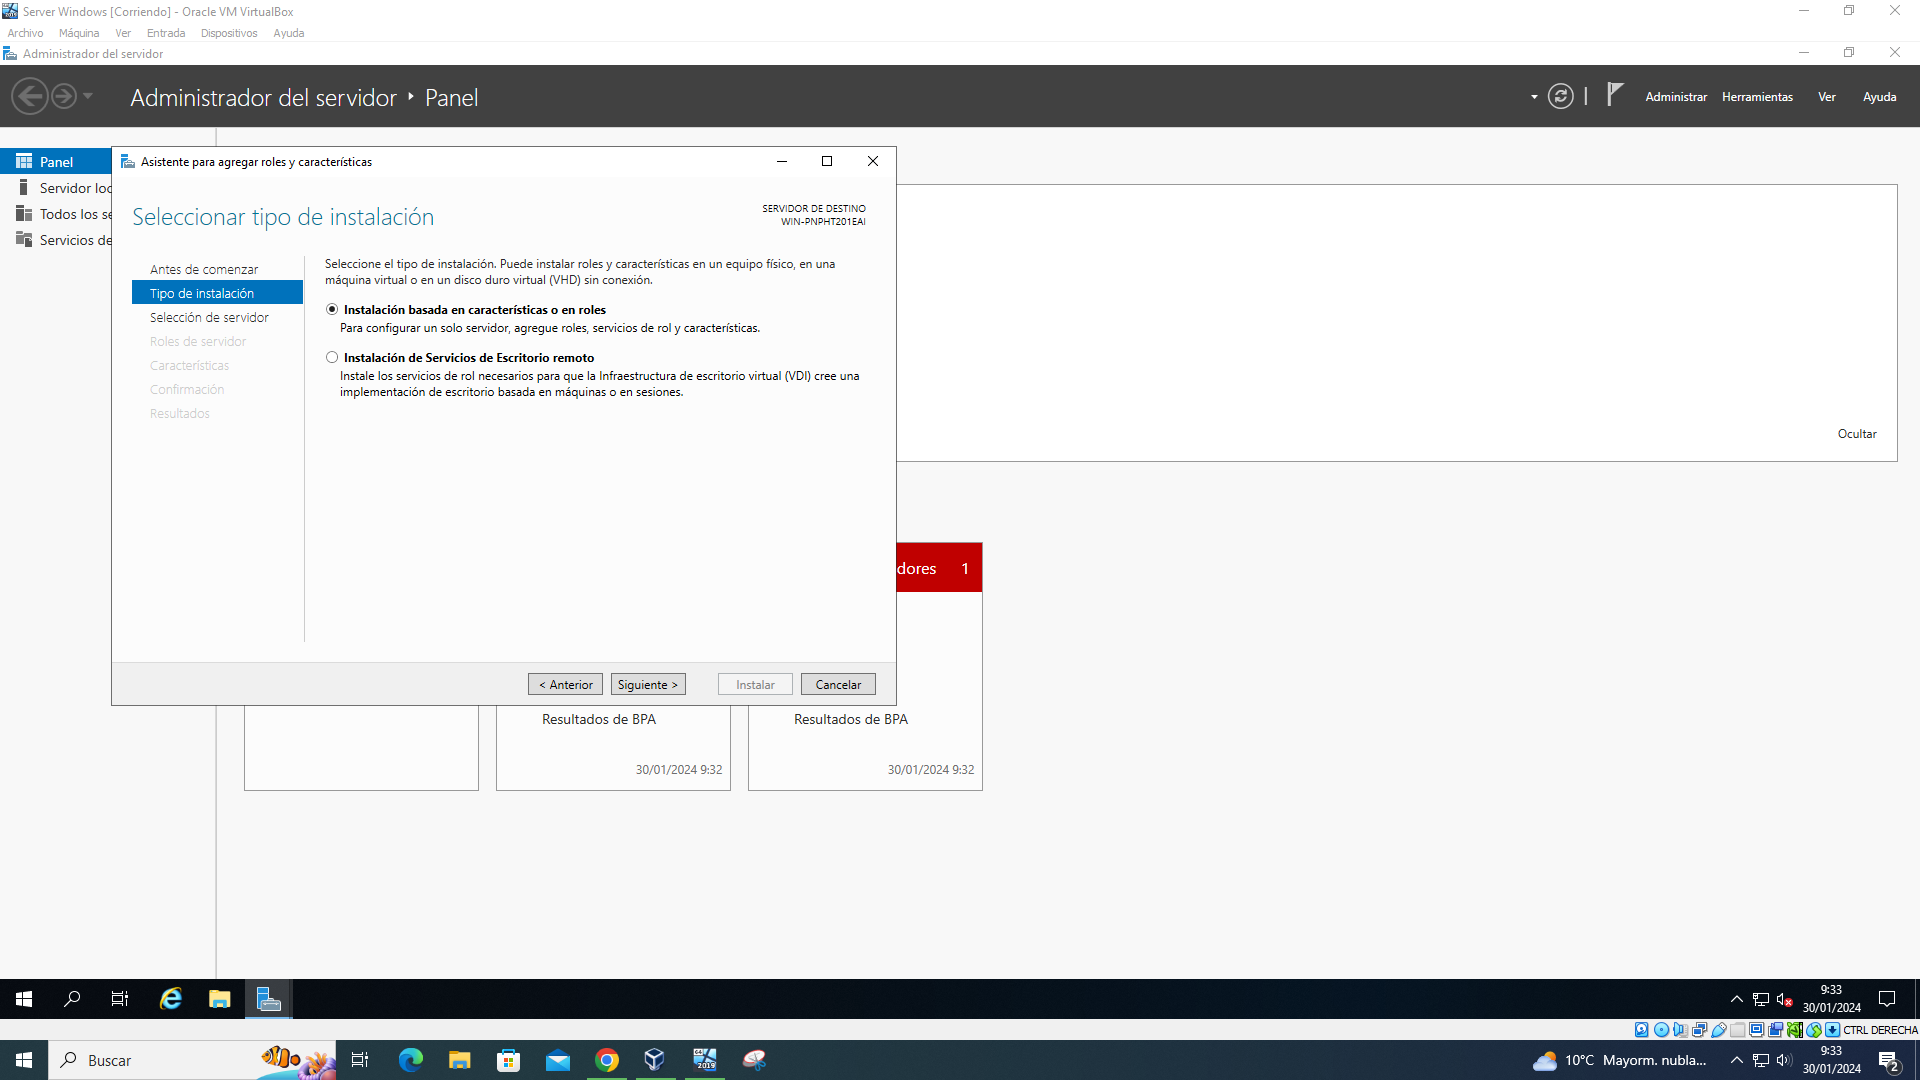 Server Windows [Corriendo] - Oracle VM VirtualBox
Archivo Máquina Ver Entrada Dispositivos Ayuda
Administrador del servidor
Administrador del servidor Panel
Administrar Herramientas Ver Ayuda
Panel
Servidor loc
Todos los se
Servicios de
Asistente para agregar roles y características
Seleccionar tipo de instalación
SERVIDOR DE DESTINO
WIN-PNPHT201EAI
Antes de comenzar
Tipo de instalación
Selección de servidor
Roles de servidor
Características
Confirmación
Resultados
Seleccione el tipo de instalación. Puede instalar roles y características en un equipo físico, en una
máquina virtual o en un disco duro virtual (VHD) sin conexión.
Instalación basada en características o en roles
Para configurar un solo servidor, agregue roles, servicios de rol y características.
Instalación de Servicios de Escritorio remoto
Instale los servicios de rol necesarios para que la Infraestructura de escritorio virtual (VDI) cree una
implementación de escritorio basada en máquinas o en sesiones.
< Anterior Siguiente > Instalar Cancelar
Ocultar
dores 1
Resultados de BPA
30/01/2024 9:32
Resultados de BPA
30/01/2024 9:32
9:33
30/01/2024
CTRL DERECHA
Buscar
2019
10°C Mayorm. nubla...
9:33
30/01/2024
2